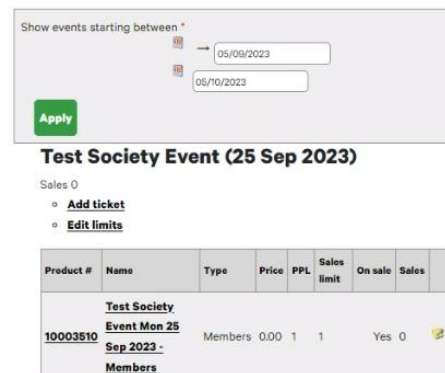 Show events starting between *
→ 05/09/2023
05/10/2023
Apply
Test Society Event (25 Sep 2023)
Sales 0
Add ticket
Edit limits
Product # Name Type Price PPL Sales limit On sale Sales
10003510 Test Society Event Mon 25 Sep 2023 - Members Members 0.00 1 1 Yes 0